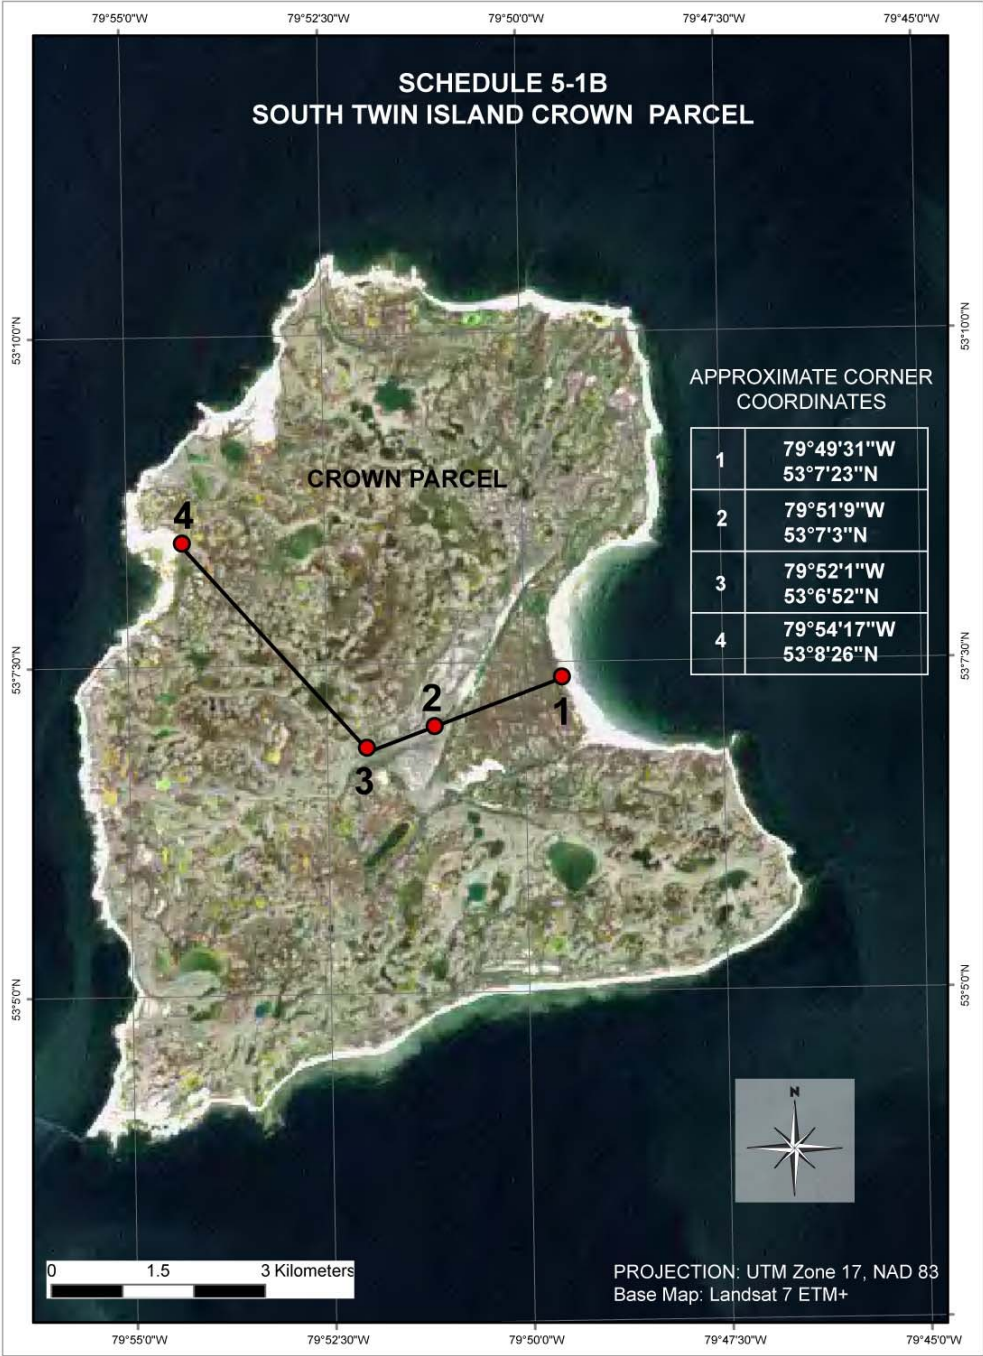 79°55'0"W 79°52'30"W 79°50'0"W 79°47'30"W 79°45'0"W
SCHEDULE 5-1B
SOUTH TWIN ISLAND CROWN PARCEL
53°10'0"N 53°10'0"N
APPROXIMATE CORNER
COORDINATES
1 79°49'31"W
53°7'23"N
2 79°51'9"W
53°7'3"N
3 79°52'1"W
53°6'52"N
4 79°54'17"W
53°8'26"N
CROWN PARCEL
4
53°7'30"N 53°7'30"N
2
1
3
53°5'0"N 53°5'0"N
N
0 1.5 3 Kilometers
PROJECTION: UTM Zone 17, NAD 83
Base Map: Landsat 7 ETM+
79°55'0"W 79°52'30"W 79°50'0"W 79°47'30"W 79°45'0"W